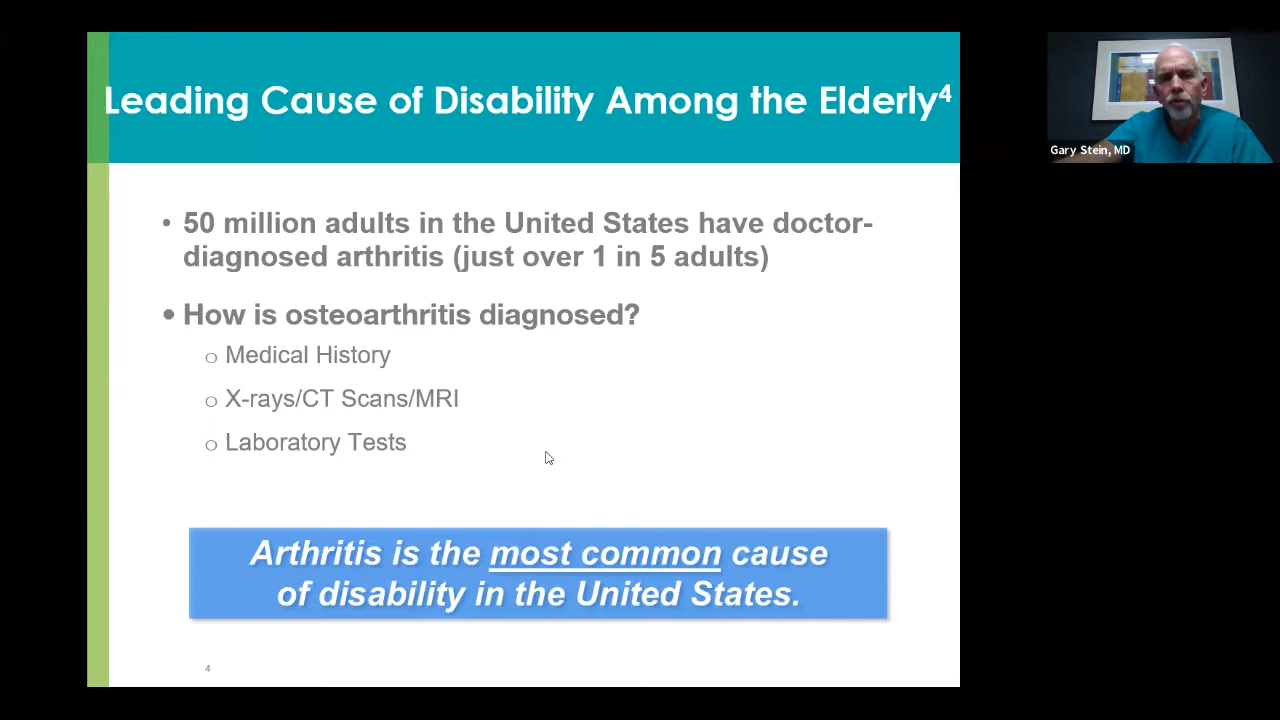 Leading Cause of Disability Among the Elderly⁴
Gary Stein, MD
• 50 million adults in the United States have doctor-
diagnosed arthritis (just over 1 in 5 adults)
• How is osteoarthritis diagnosed?
o Medical History
o X-rays/CT Scans/MRI
o Laboratory Tests
Arthritis is the most common cause
of disability in the United States.
4